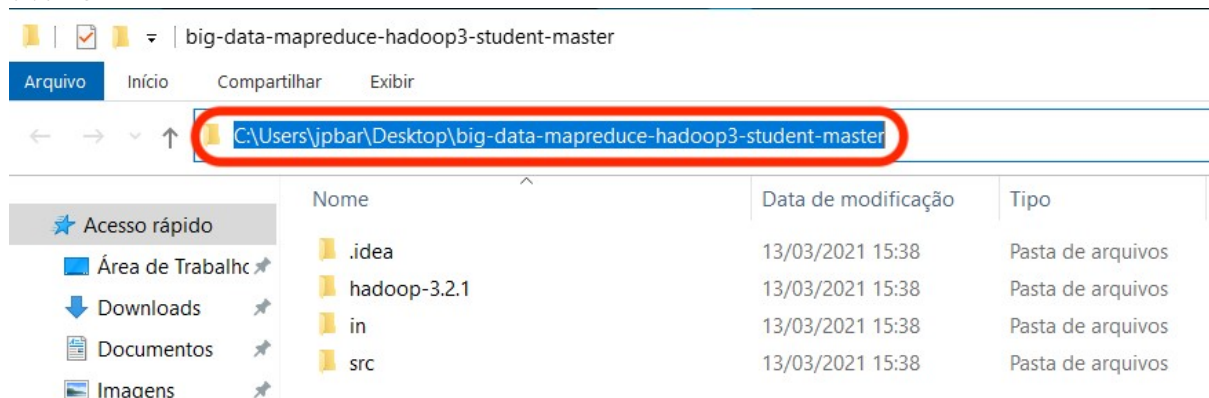 big-data-mapreduce-hadoop3-student-master
Arquivo Início Compartilhar Exibir
C:\Users\jpbar\Desktop\big-data-mapreduce-hadoop3-student-master
Nome Data de modificação Tipo
Acesso rápido
.idea 13/03/2021 15:38 Pasta de arquivos
Área de Trabalho
hadoop-3.2.1 13/03/2021 15:38 Pasta de arquivos
Downloads
in 13/03/2021 15:38 Pasta de arquivos
Documentos
src 13/03/2021 15:38 Pasta de arquivos
Imagens